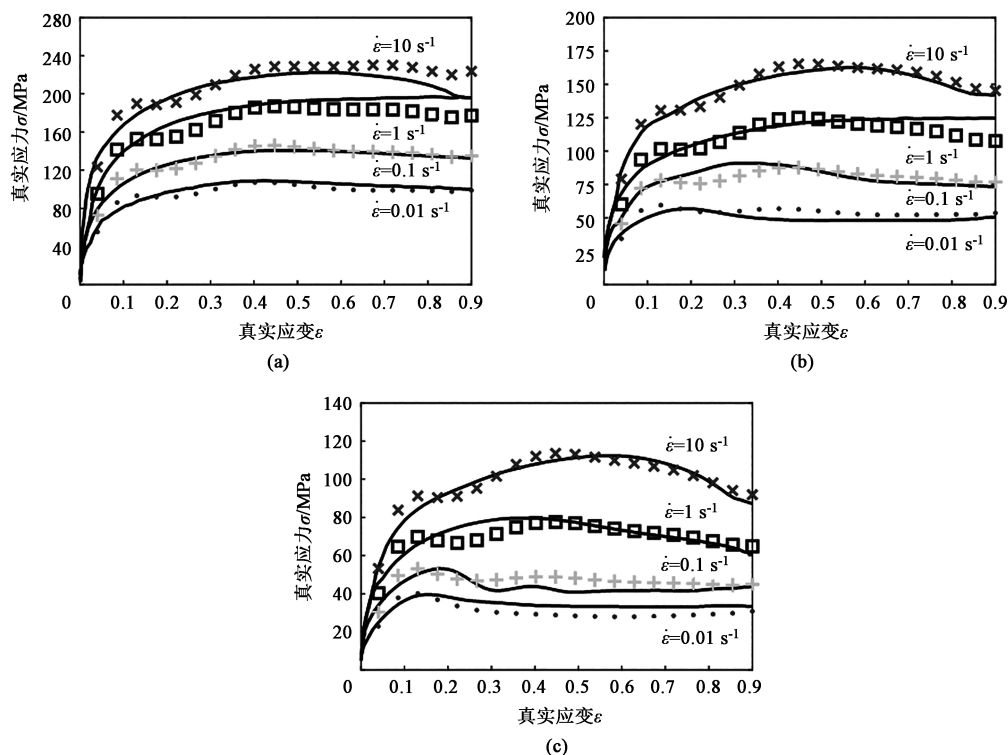 280
240
200
160
120
80
40
0
0.1
0.2
0.3
0.4
0.5
0.6
0.7
0.8
0.9
真实应力σ/MPa
真实应变ε
ε̇=10 s⁻¹
ε̇=1 s⁻¹
ε̇=0.1 s⁻¹
ε̇=0.01 s⁻¹
(a)
175
150
125
100
75
50
25
0
0.1
0.2
0.3
0.4
0.5
0.6
0.7
0.8
0.9
真实应力σ/MPa
真实应变ε
ε̇=10 s⁻¹
ε̇=1 s⁻¹
ε̇=0.1 s⁻¹
ε̇=0.01 s⁻¹
(b)
140
120
100
80
60
40
20
0
0.1
0.2
0.3
0.4
0.5
0.6
0.7
0.8
0.9
真实应力σ/MPa
真实应变ε
ε̇=10 s⁻¹
ε̇=1 s⁻¹
ε̇=0.1 s⁻¹
ε̇=0.01 s⁻¹
(c)